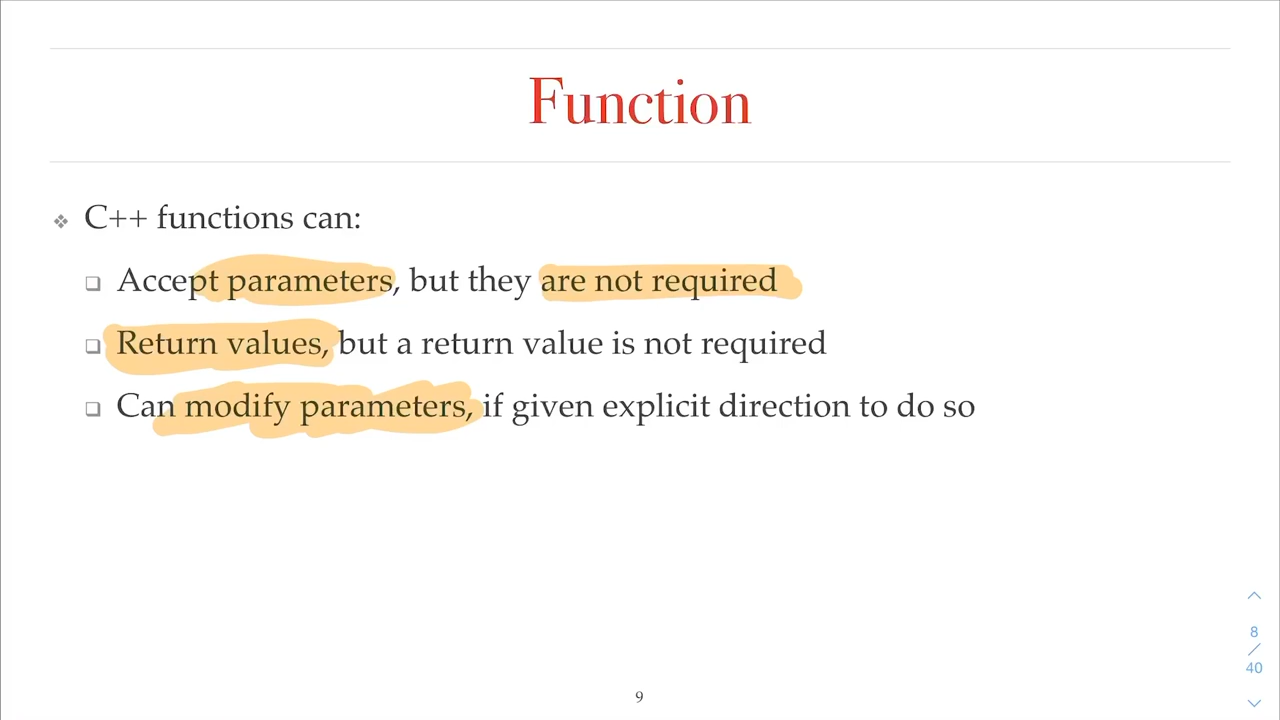 Function
C++ functions can:
Accept parameters, but they are not required
Return values, but a return value is not required
Can modify parameters, if given explicit direction to do so
8
/
40
9